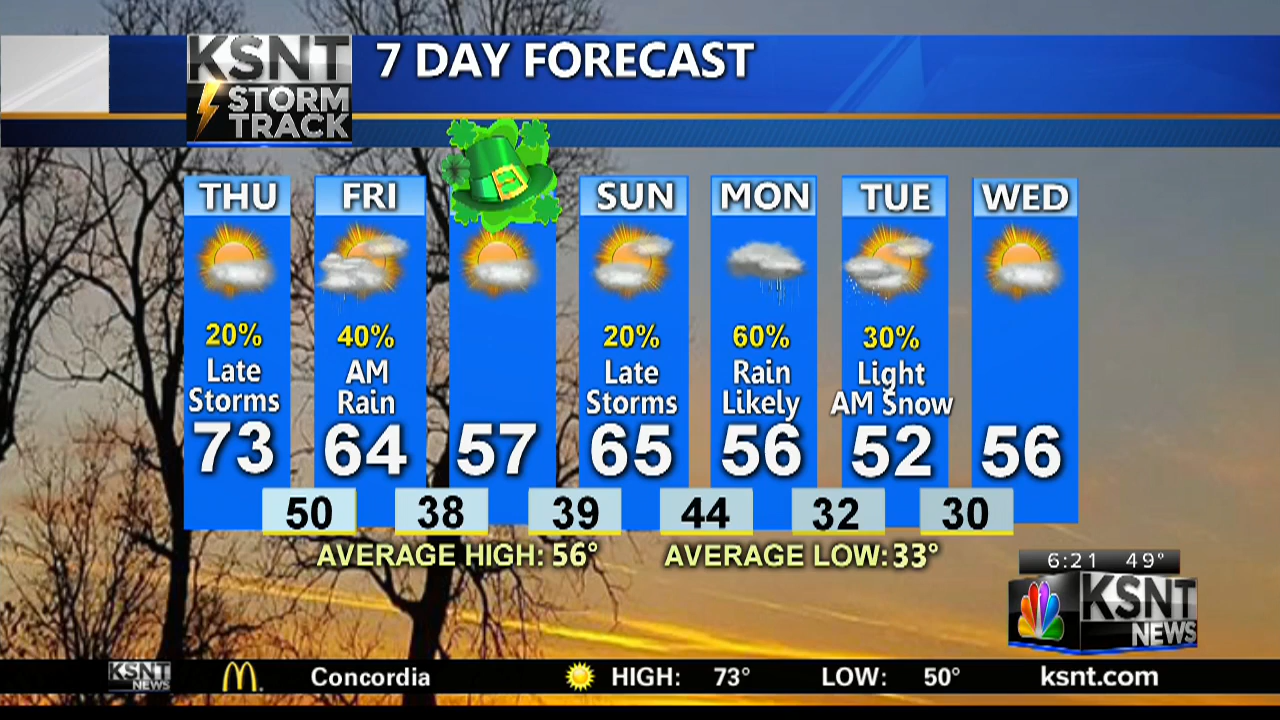 KSNT
STORM
TRACK
7 DAY FORECAST
THU
FRI
SUN
MON
TUE
WED
20%
40%
20%
60%
30%
Late
Storms
AM
Rain
Late
Storms
Rain
Likely
Light
AM Snow
73
64
57
65
56
52
56
50
38
39
44
32
30
AVERAGE HIGH: 56°
AVERAGE LOW: 33°
6:21 49°
KSNT
NEWS
KSNT
NEWS
Concordia
HIGH: 73°
LOW: 50°
ksnt.com